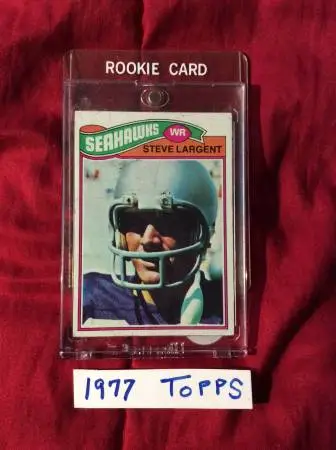 ROOKIE CARD
SEAHAWKS WR
STEVE LARGENT
1977 TOPPS